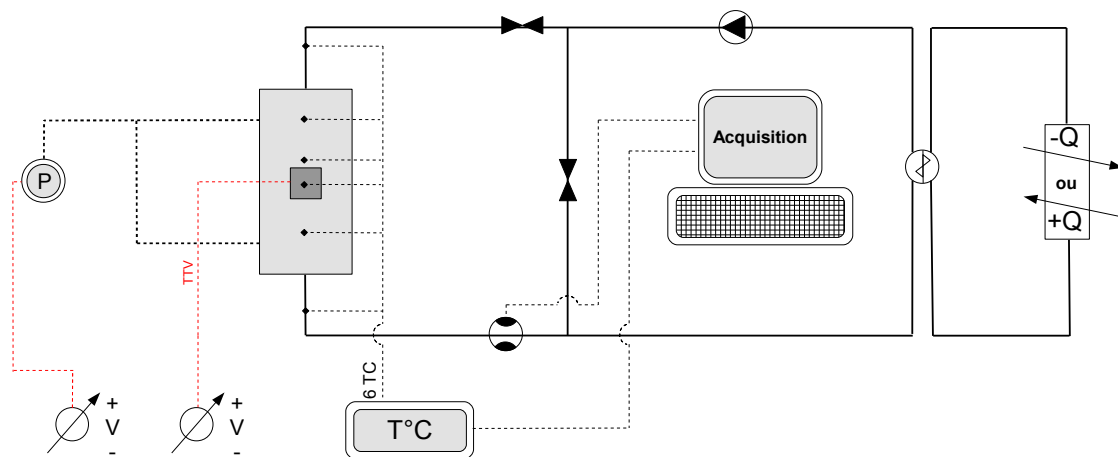 Acquisition
-Q
ou
+Q
P
TTV
6 TC
+
V
-
+
V
-
T°C